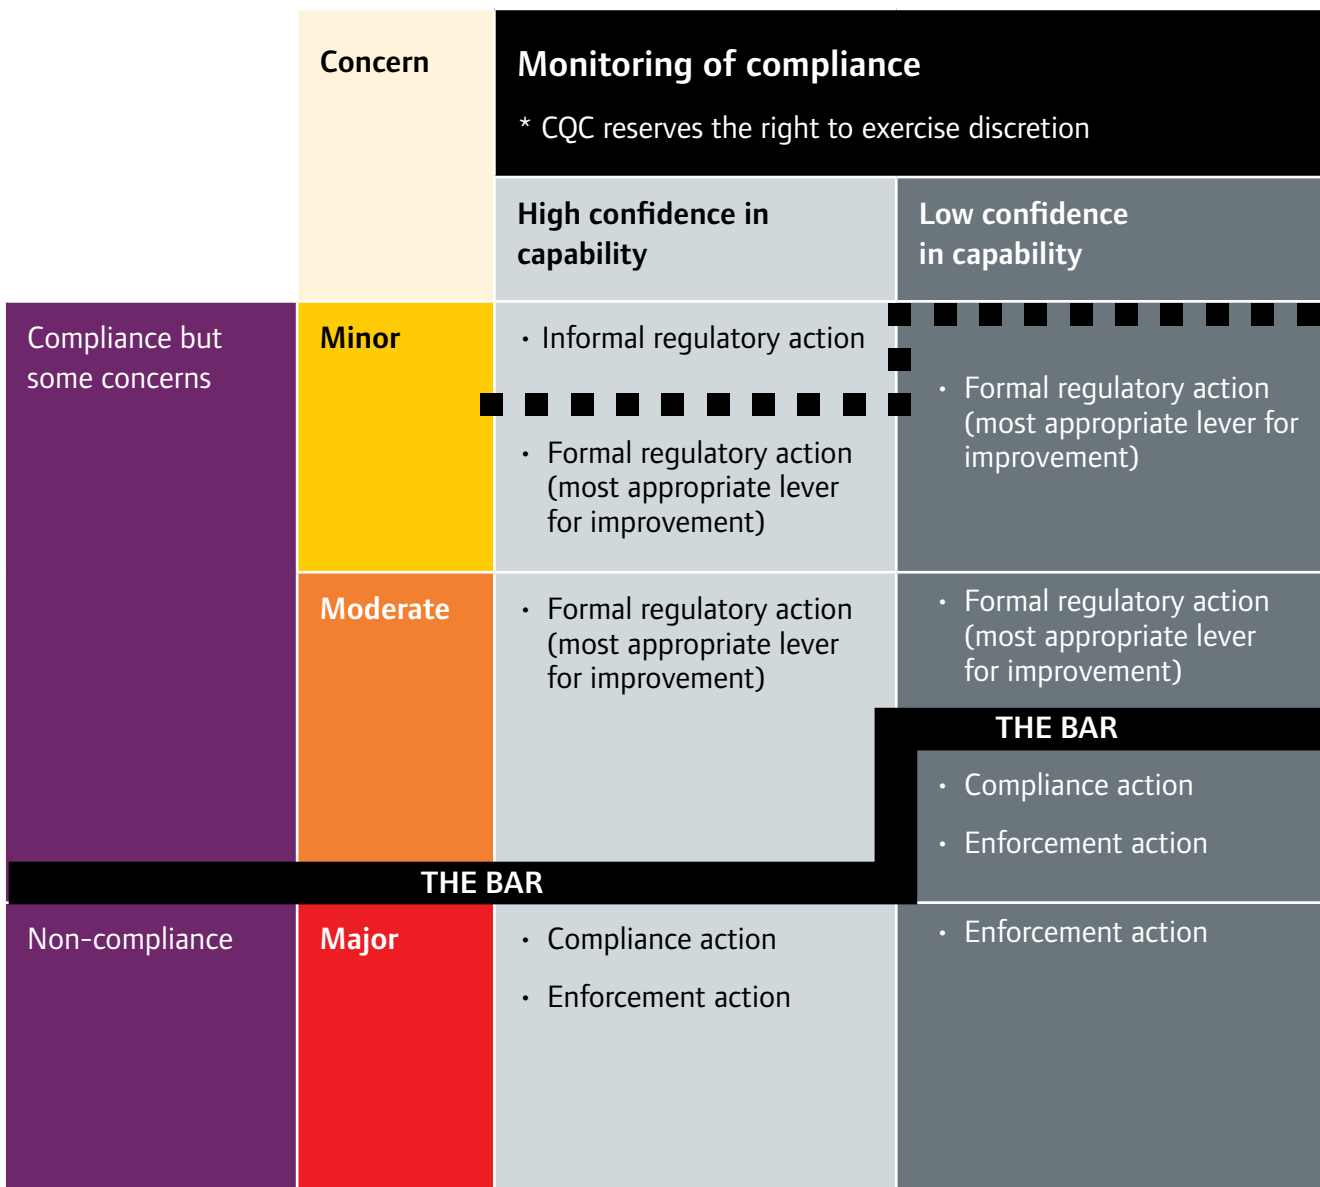 Concern
Monitoring of compliance
* CQC reserves the right to exercise discretion
High confidence in
capability
Low confidence
in capability
Compliance but
some concerns
Minor
• Informal regulatory action
• Formal regulatory action
(most appropriate lever
for improvement)
• Formal regulatory action
(most appropriate lever for
improvement)
Moderate
• Formal regulatory action
(most appropriate lever
for improvement)
• Formal regulatory action
(most appropriate lever
for improvement)
THE BAR
• Compliance action
• Enforcement action
THE BAR
Non-compliance
Major
• Compliance action
• Enforcement action
• Enforcement action